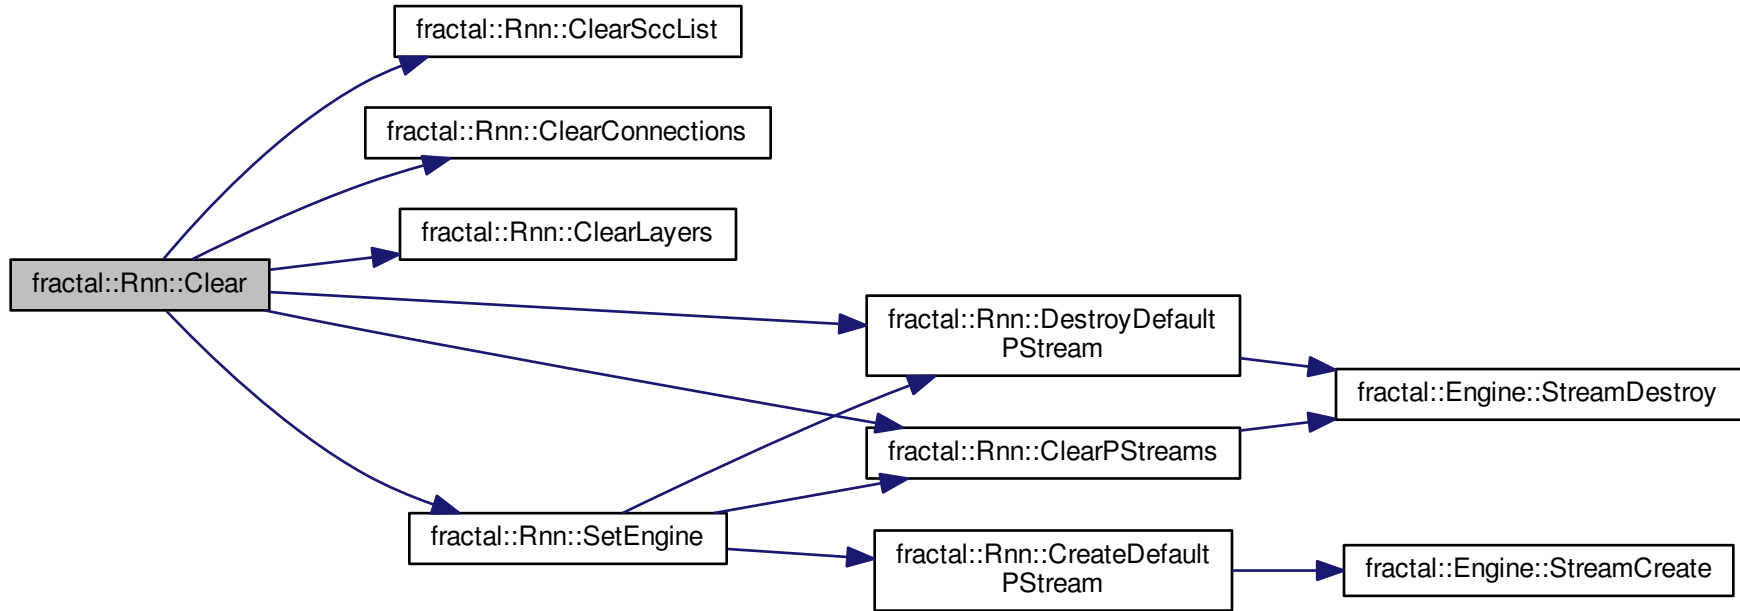 fractal::Rnn::ClearSccList
fractal::Rnn::ClearConnections
fractal::Rnn::ClearLayers
fractal::Rnn::Clear
fractal::Rnn::DestroyDefault
PStream
fractal::Engine::StreamDestroy
fractal::Rnn::ClearPStreams
fractal::Rnn::SetEngine
fractal::Rnn::CreateDefault
PStream
fractal::Engine::StreamCreate